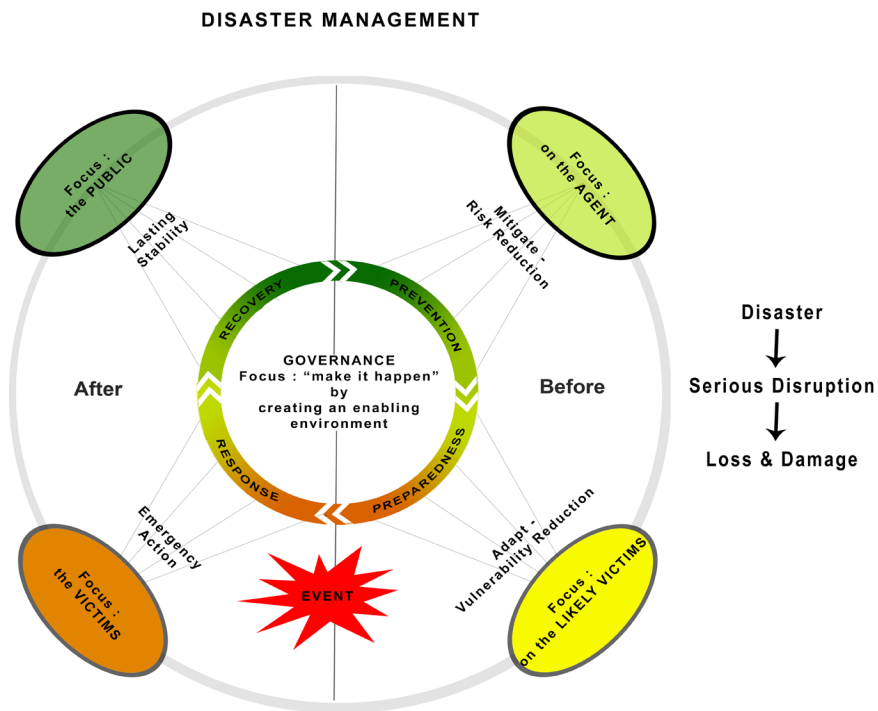 DISASTER MANAGEMENT
Focus :
the PUBLIC
Lasting
Stability
Focus :
on the AGENT
Mitigate -
Risk Reduction
RECOVERY
PREVENTION
GOVERNANCE
Focus : “make it happen”
by
creating an enabling
environment
After
Before
RESPONSE
PREPAREDNESS
Emergency
Action
Focus :
the VICTIMS
EVENT
Adapt -
Vulnerability Reduction
Focus :
on the LIKELY VICTIMS
Disaster
Serious Disruption
Loss & Damage